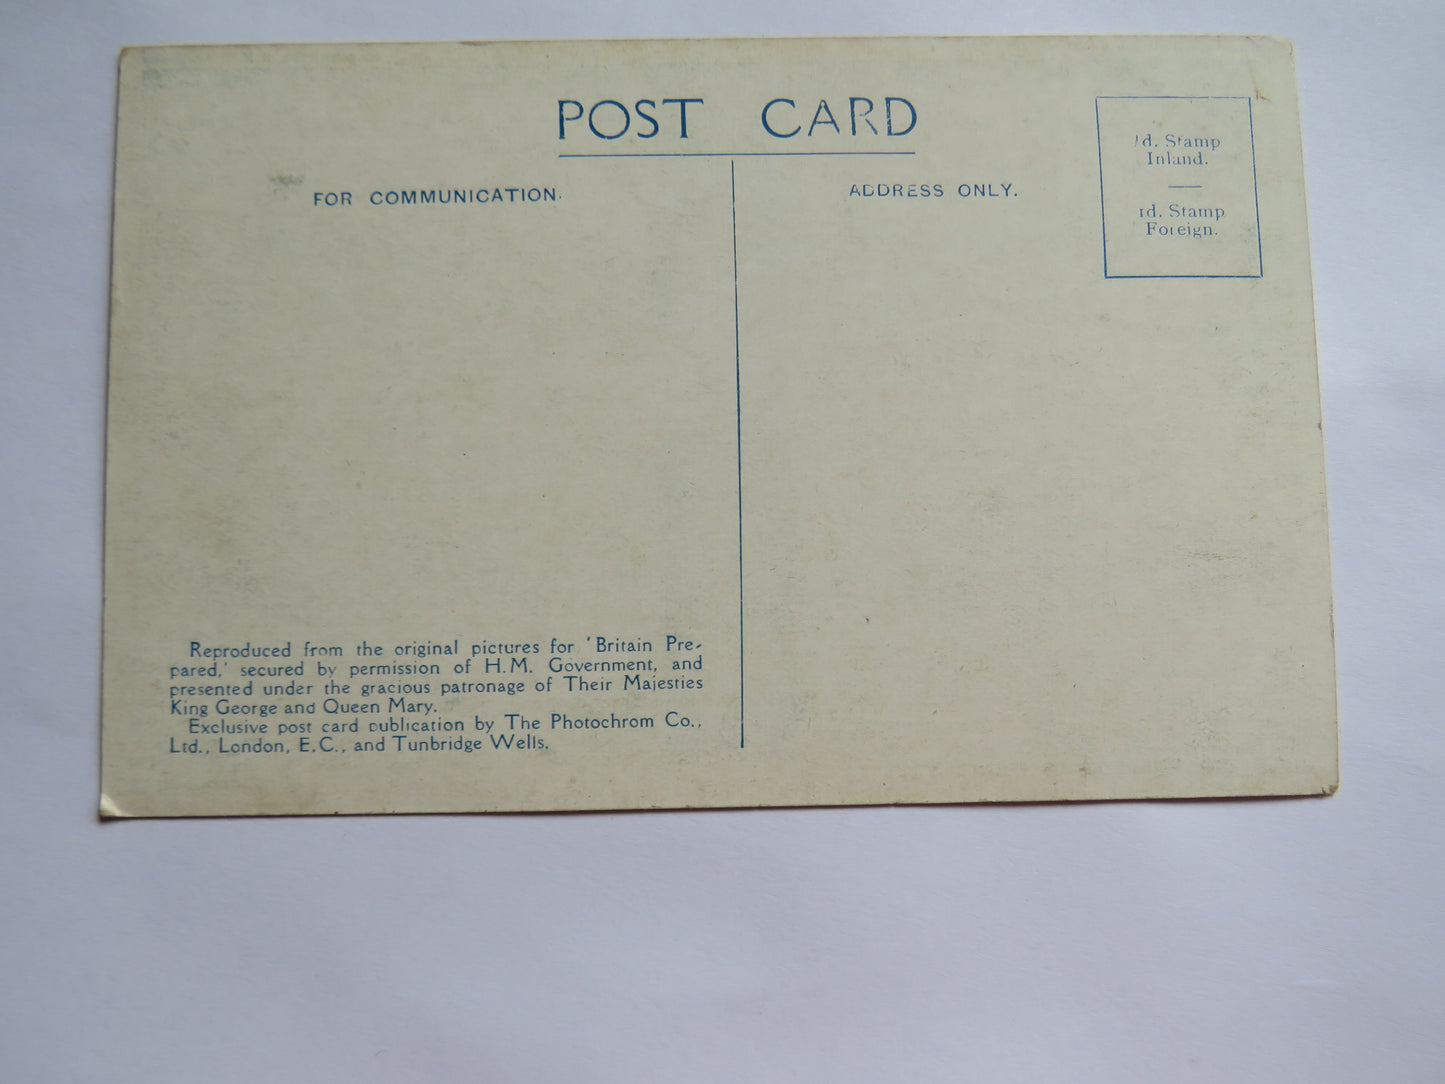 POST CARD
FOR COMMUNICATION.
ADDRESS ONLY.
d. Stamp
Inland.
1d. Stamp
Foreign.
Reproduced from the original pictures for 'Britain Pre-
pared,' secured by permission of H.M. Government, and
presented under the gracious patronage of Their Majesties
King George and Queen Mary.
Exclusive post card publication by The Photochrom Co.,
Ltd., London, E.C., and Tunbridge Wells.